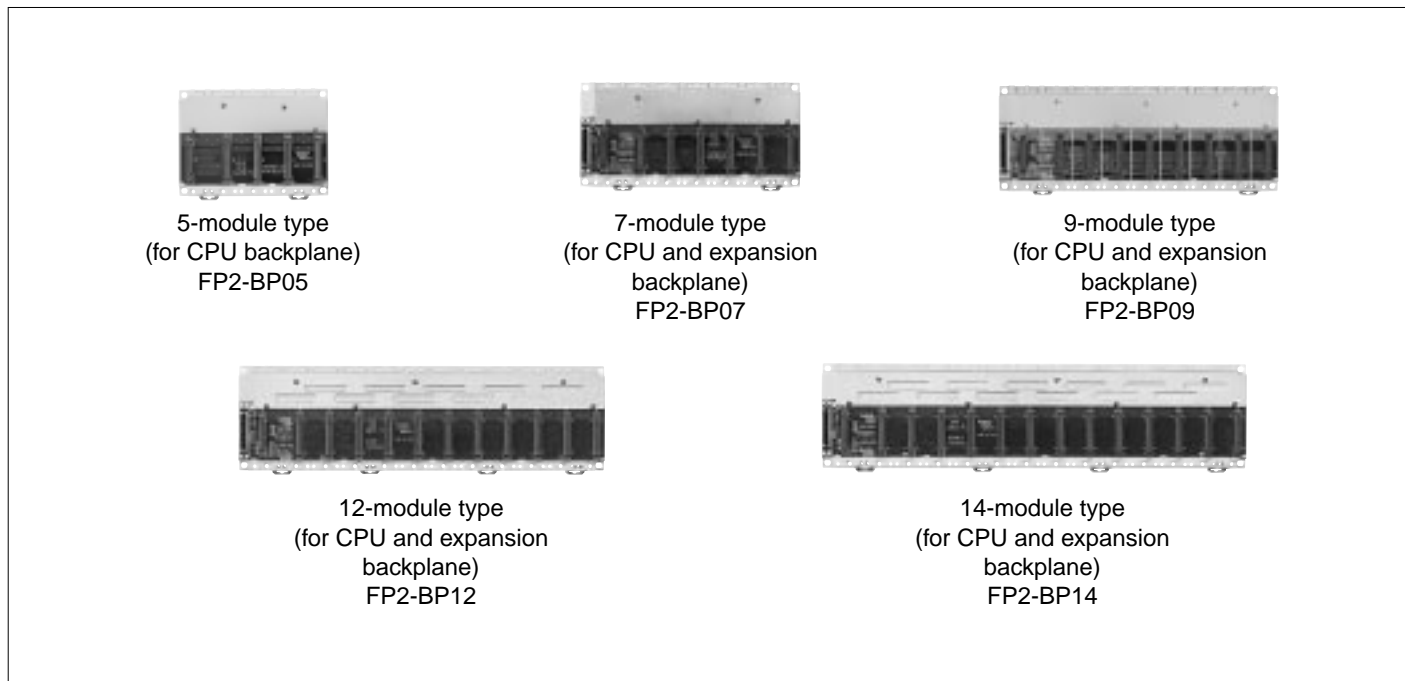 5-module type
(for CPU backplane)
FP2-BP05
7-module type
(for CPU and expansion
backplane)
FP2-BP07
9-module type
(for CPU and expansion
backplane)
FP2-BP09
12-module type
(for CPU and expansion
backplane)
FP2-BP12
14-module type
(for CPU and expansion
backplane)
FP2-BP14